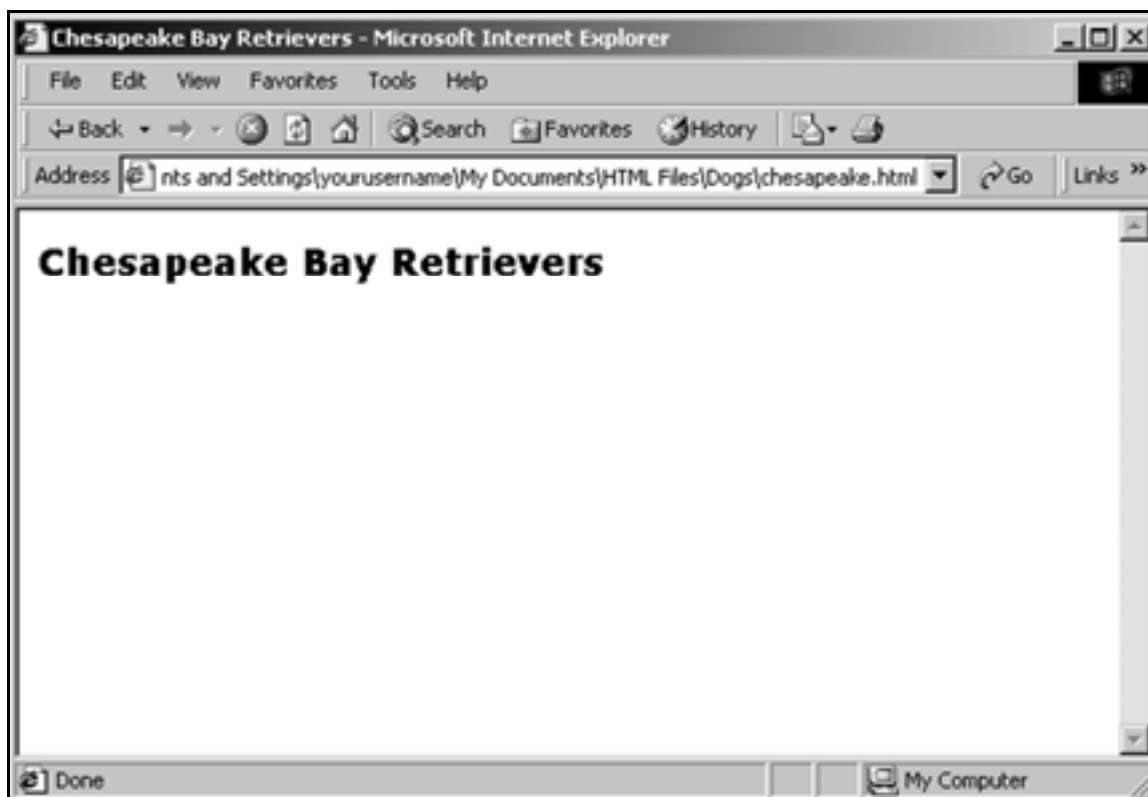 Chesapeake Bay Retrievers - Microsoft Internet Explorer
File Edit View Favorites Tools Help
Back Search Favorites History
Address nts and Settings\yourusername\My Documents\HTML Files\Dogs\chesapeake.html Go Links »
Chesapeake Bay Retrievers
Done My Computer